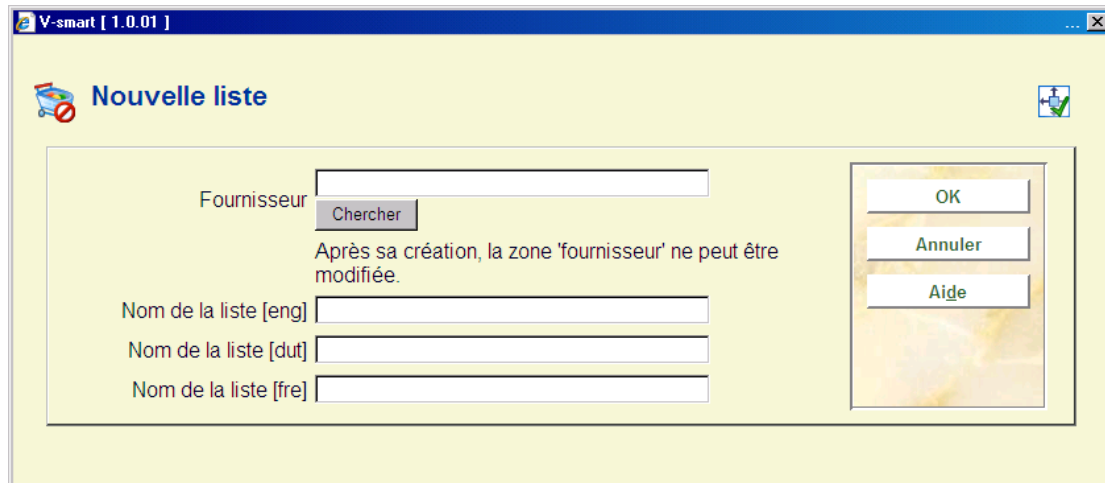 V-smart [ 1.0.01 ]
...
Nouvelle liste
Fournisseur
Chercher
Après sa création, la zone 'fournisseur' ne peut être
modifiée.
Nom de la liste [eng]
Nom de la liste [dut]
Nom de la liste [fre]
OK
Annuler
Aide